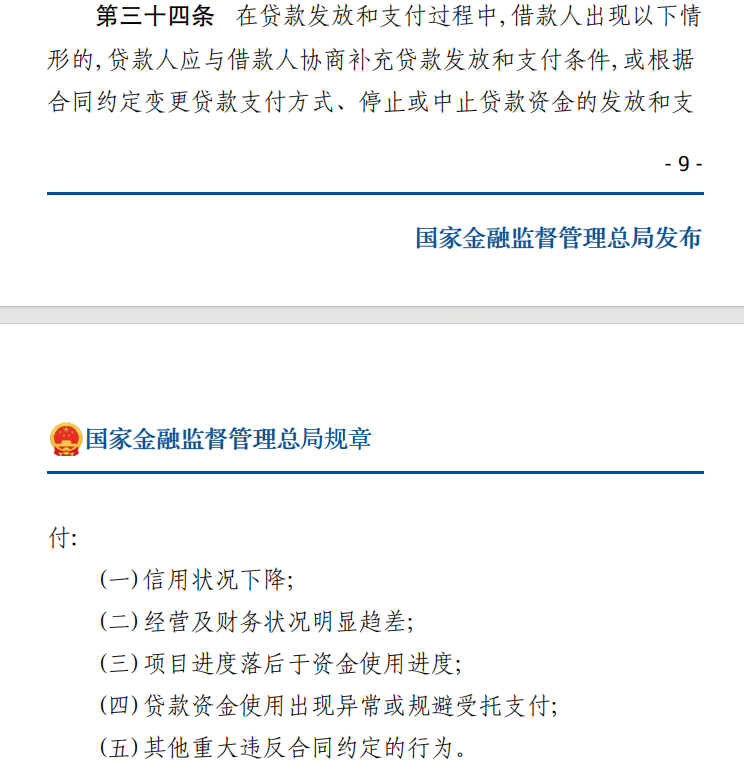 第三十四条 在贷款发放和支付过程中,借款人出现以下情
形的,贷款人应与借款人协商补充贷款发放和支付条件,或根据
合同约定变更贷款支付方式、停止或中止贷款资金的发放和支
- 9 -
国家金融监督管理总局发布
国家金融监督管理总局规章
付:
(一)信用状况下降;
(二)经营及财务状况明显趋差;
(三)项目进度落后于资金使用进度;
(四)贷款资金使用出现异常或规避受托支付;
(五)其他重大违反合同约定的行为。